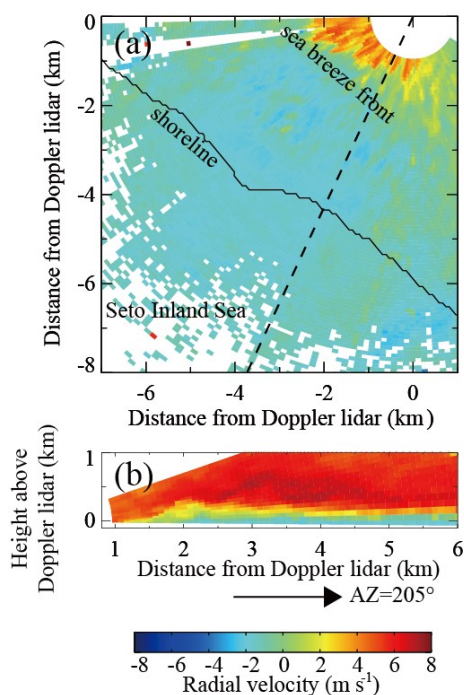 (a)
sea breeze front
shoreline
Seto Inland Sea
Distance from Doppler lidar (km)
0
-2
-4
-6
-8
-6 -4 -2 0
Distance from Doppler lidar (km)
(b)
Height above
Doppler lidar (km)
1
0
1 2 3 4 5 6
Distance from Doppler lidar (km)
AZ=205°
-8 -6 -4 -2 0 2 4 6 8
Radial velocity (m s-1)